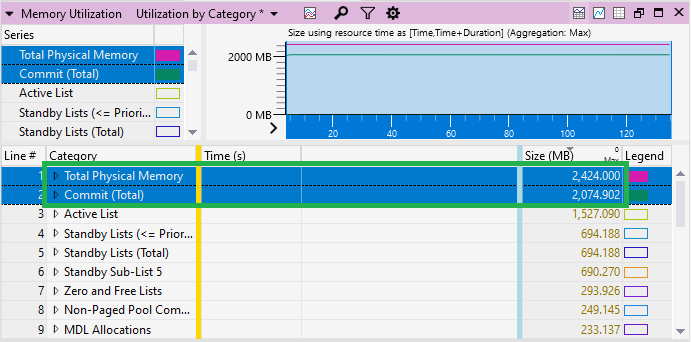 Memory Utilization Utilization by Category *
Series
Total Physical Memory
Commit (Total)
Active List
Standby Lists (<= Priori...
Standby Lists (Total)
Size using resource time as [Time,Time+Duration] (Aggregation: Max)
2000 MB
0 MB
20 40 60 80 100 120
Line # Category Time (s) Size (MB) 0 Max Legend
1 Total Physical Memory 2,424.000
2 Commit (Total) 2,074.902
3 Active List 1,527.090
4 Standby Lists (<= Prior... 694.188
5 Standby Lists (Total) 694.188
6 Standby Sub-List 5 690.270
7 Zero and Free Lists 293.926
8 Non-Paged Pool Com... 249.145
9 MDL Allocations 233.137